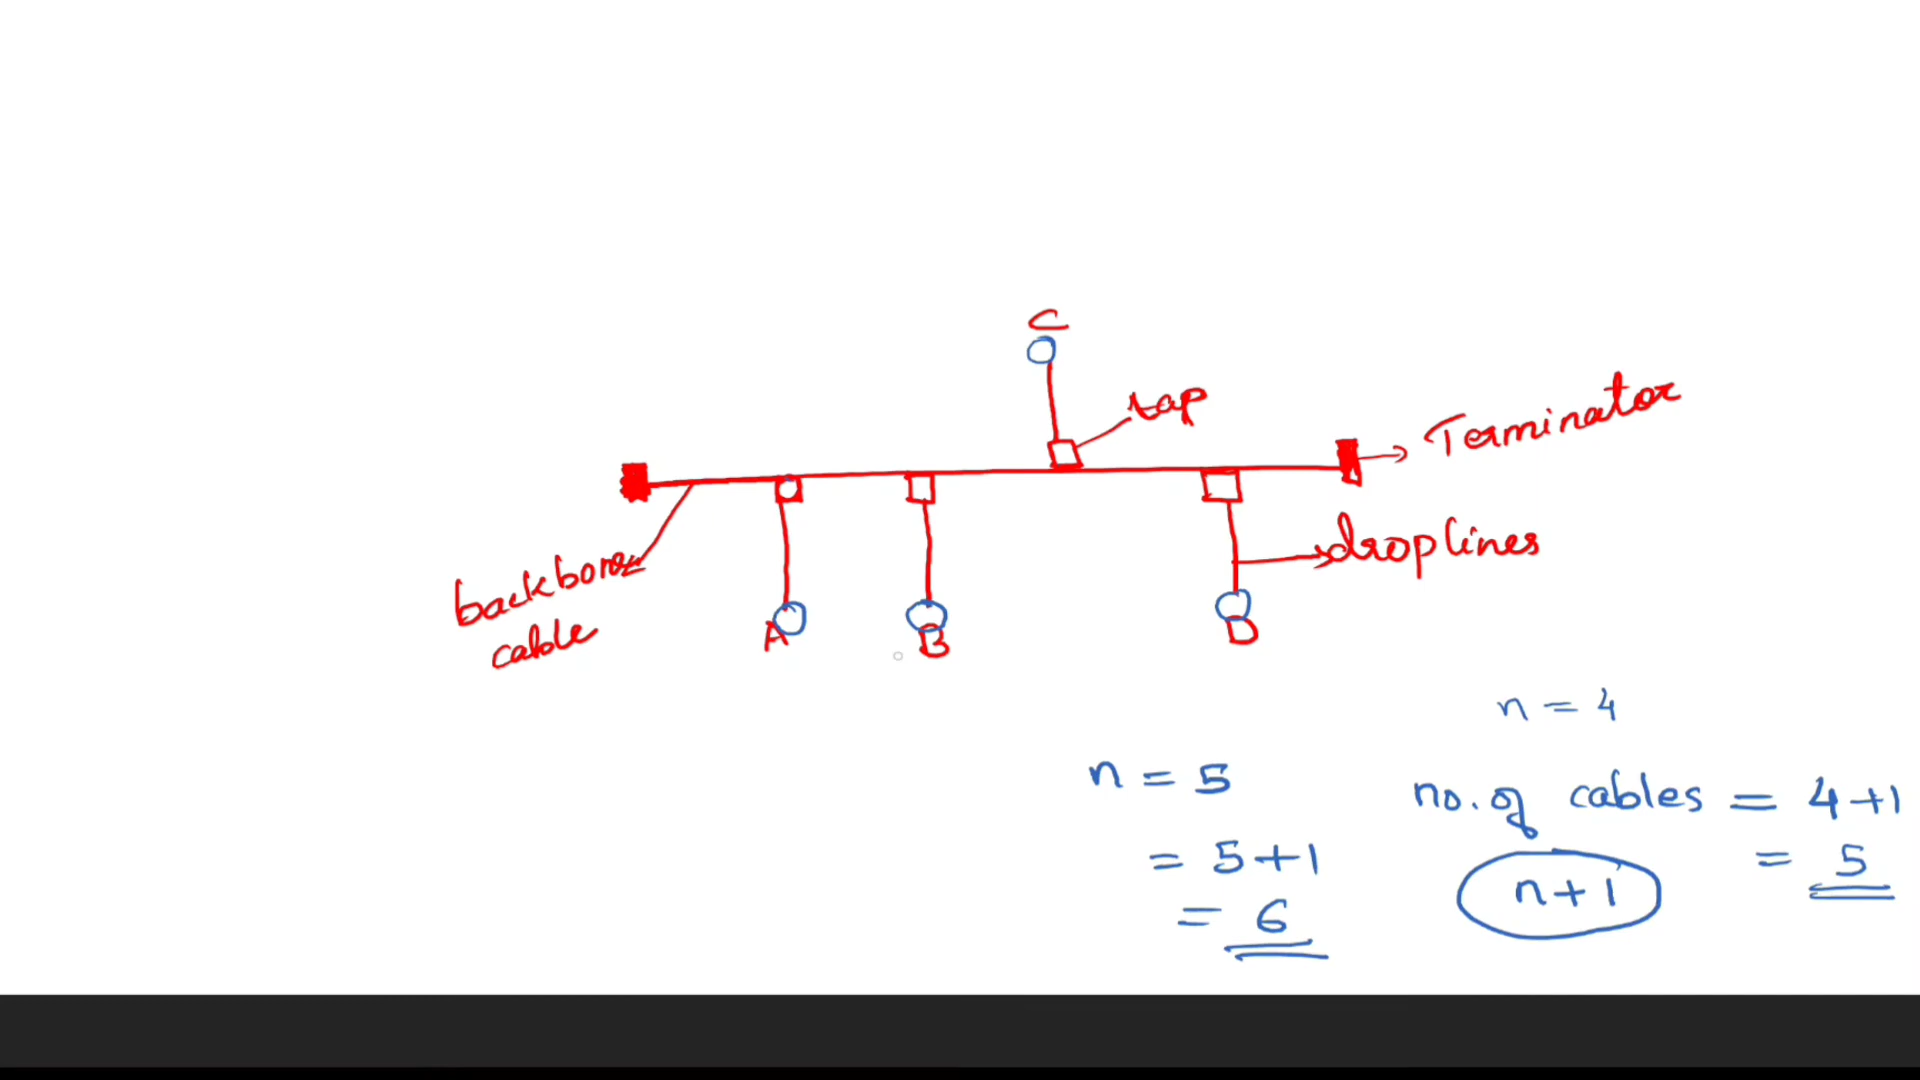 C
tap
Terminator
backbone
cable
droplines
A
B
D
n = 4
n = 5
no. of cables = 4+1
= 5+1
= 5
n+1
= 6